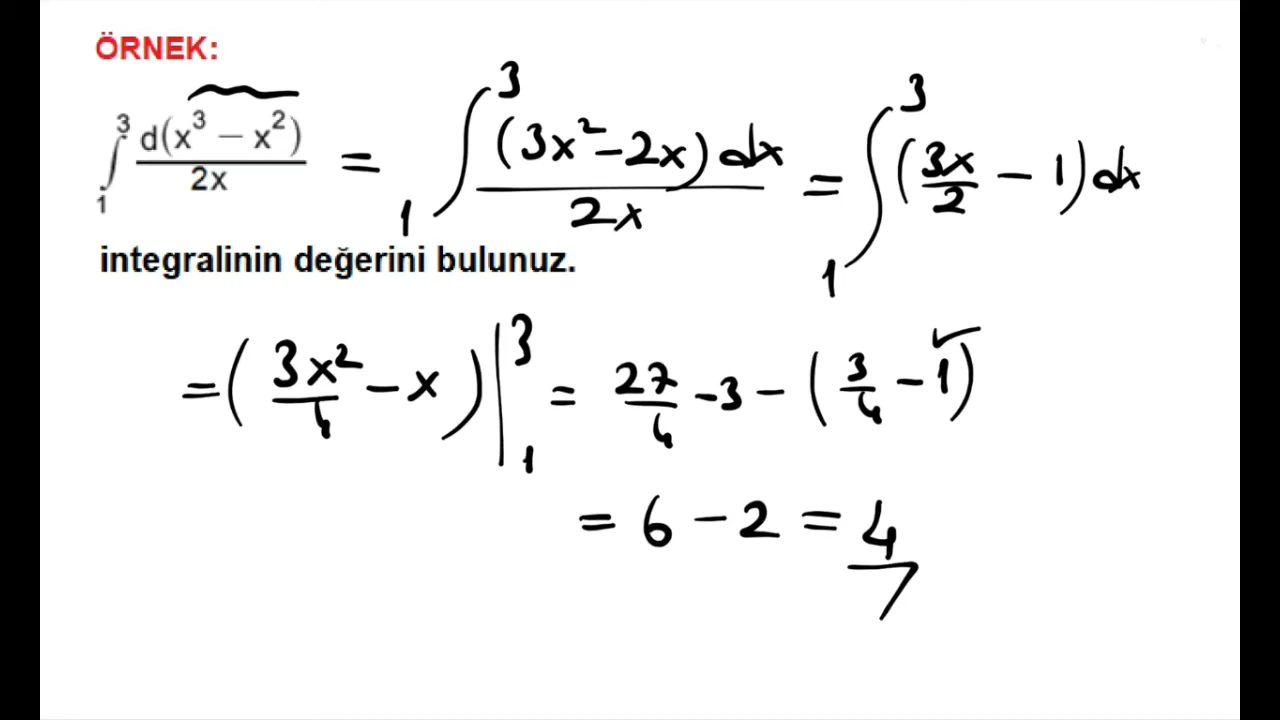 ÖRNEK:
∫₁³ d(x³ − x²)/2x = ∫₁³ (3x²−2x)dx/2x = ∫₁³ (3x/2 − 1)dx
integralinin değerini bulunuz.
= (3x²/4 − x) |₁³ = 27/4 − 3 − (3/4 − 1)
= 6 − 2 = 4